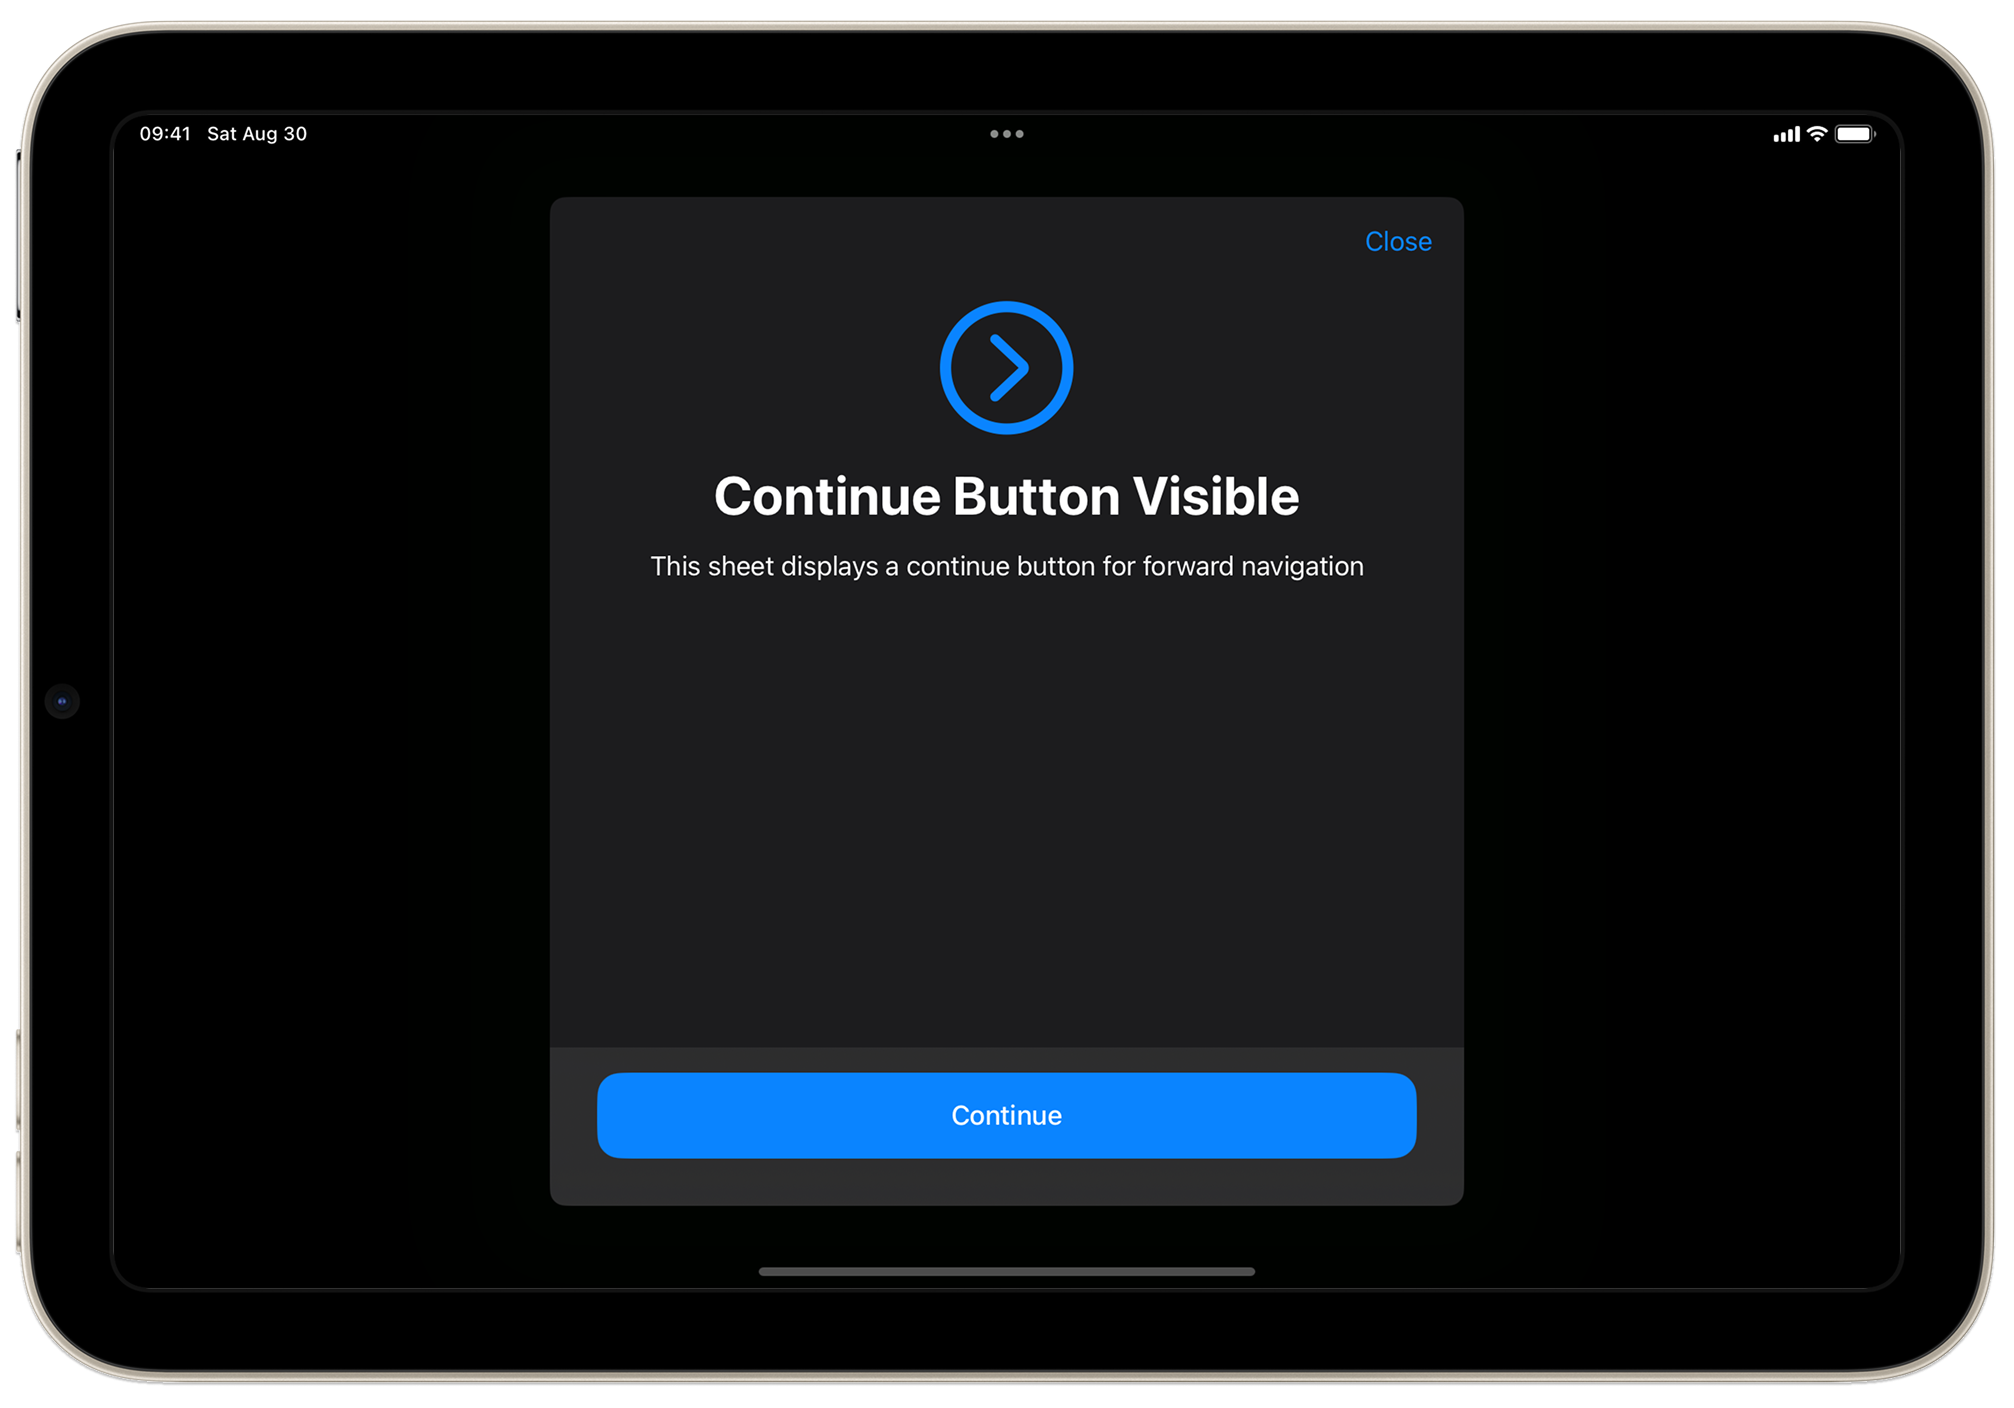 09:41 Sat Aug 30
Close
Continue Button Visible
This sheet displays a continue button for forward navigation
Continue